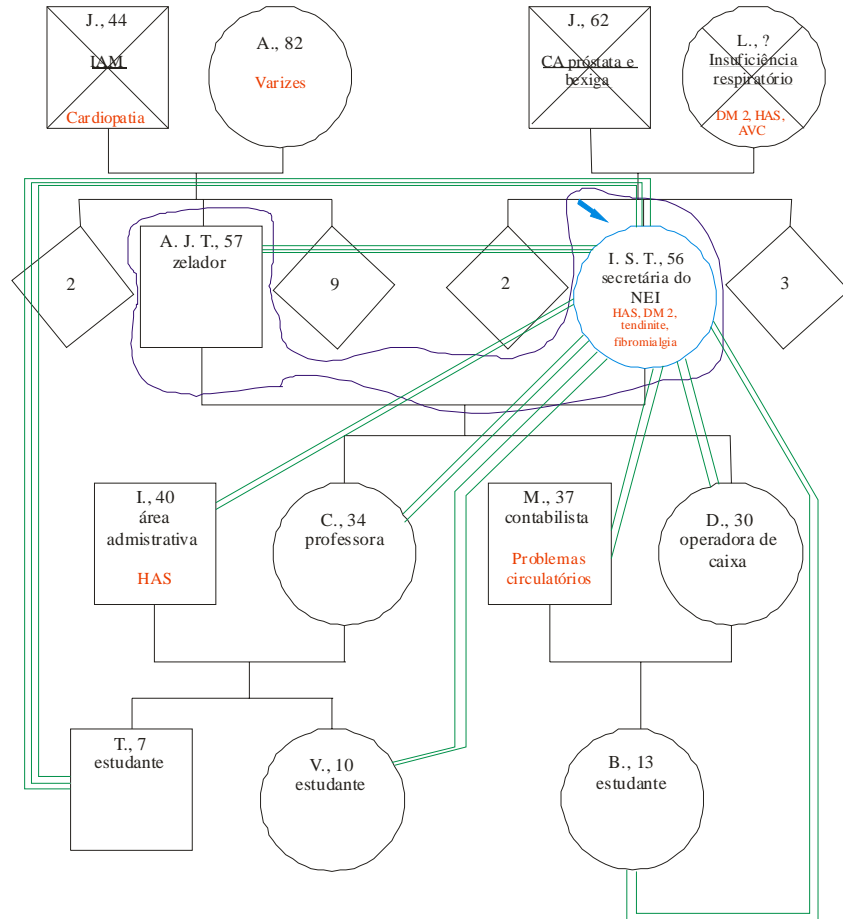 J., 44
IAM
Cardiopatia
A., 82
Varizes
J., 62
CA próstata e
bexiga
L., ?
Insuficiência
respiratório
DM 2, HAS,
AVC
2
A. J. T., 57
zelador
9
2
I. S. T., 56
secretária do
NEI
HAS, DM 2,
tendinite,
fibromialgia
3
I., 40
área
admistrativa
HAS
C., 34
professora
M., 37
contabilista
Problemas
circulatórios
D., 30
operadora de
caixa
T., 7
estudante
V., 10
estudante
B., 13
estudante